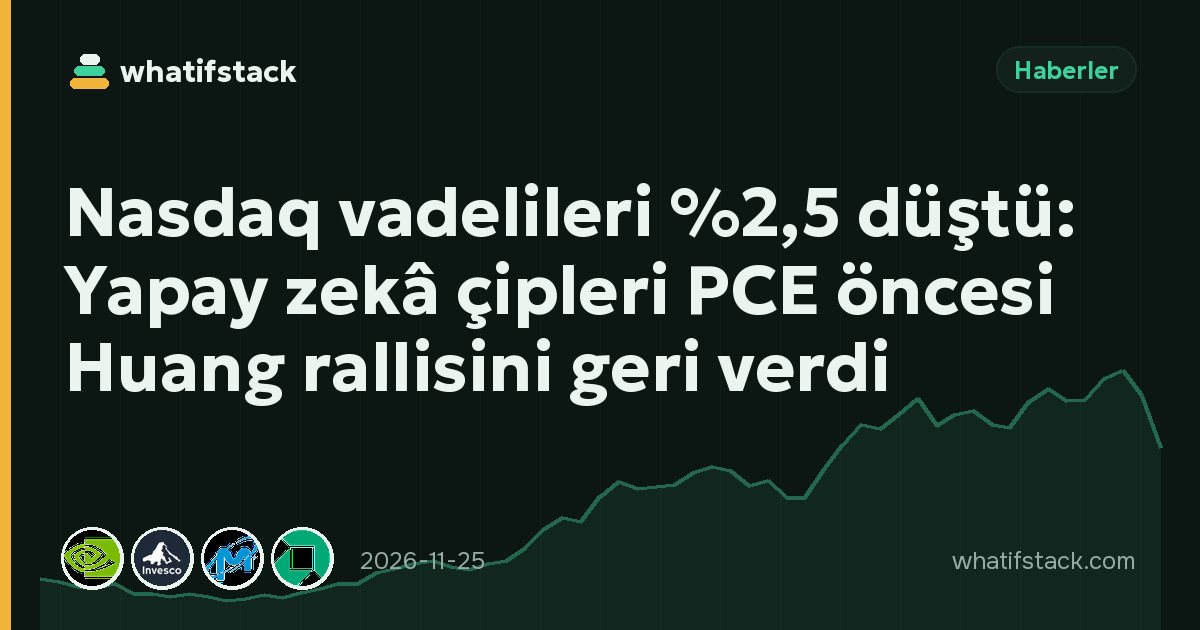 whatifstack
Haberler
Nasdaq vadelileri %2,5 düştü:
Yapay zekâ çipleri PCE öncesi
Huang rallisini geri verdi
Invesco
2026-11-25
whatifstack.com